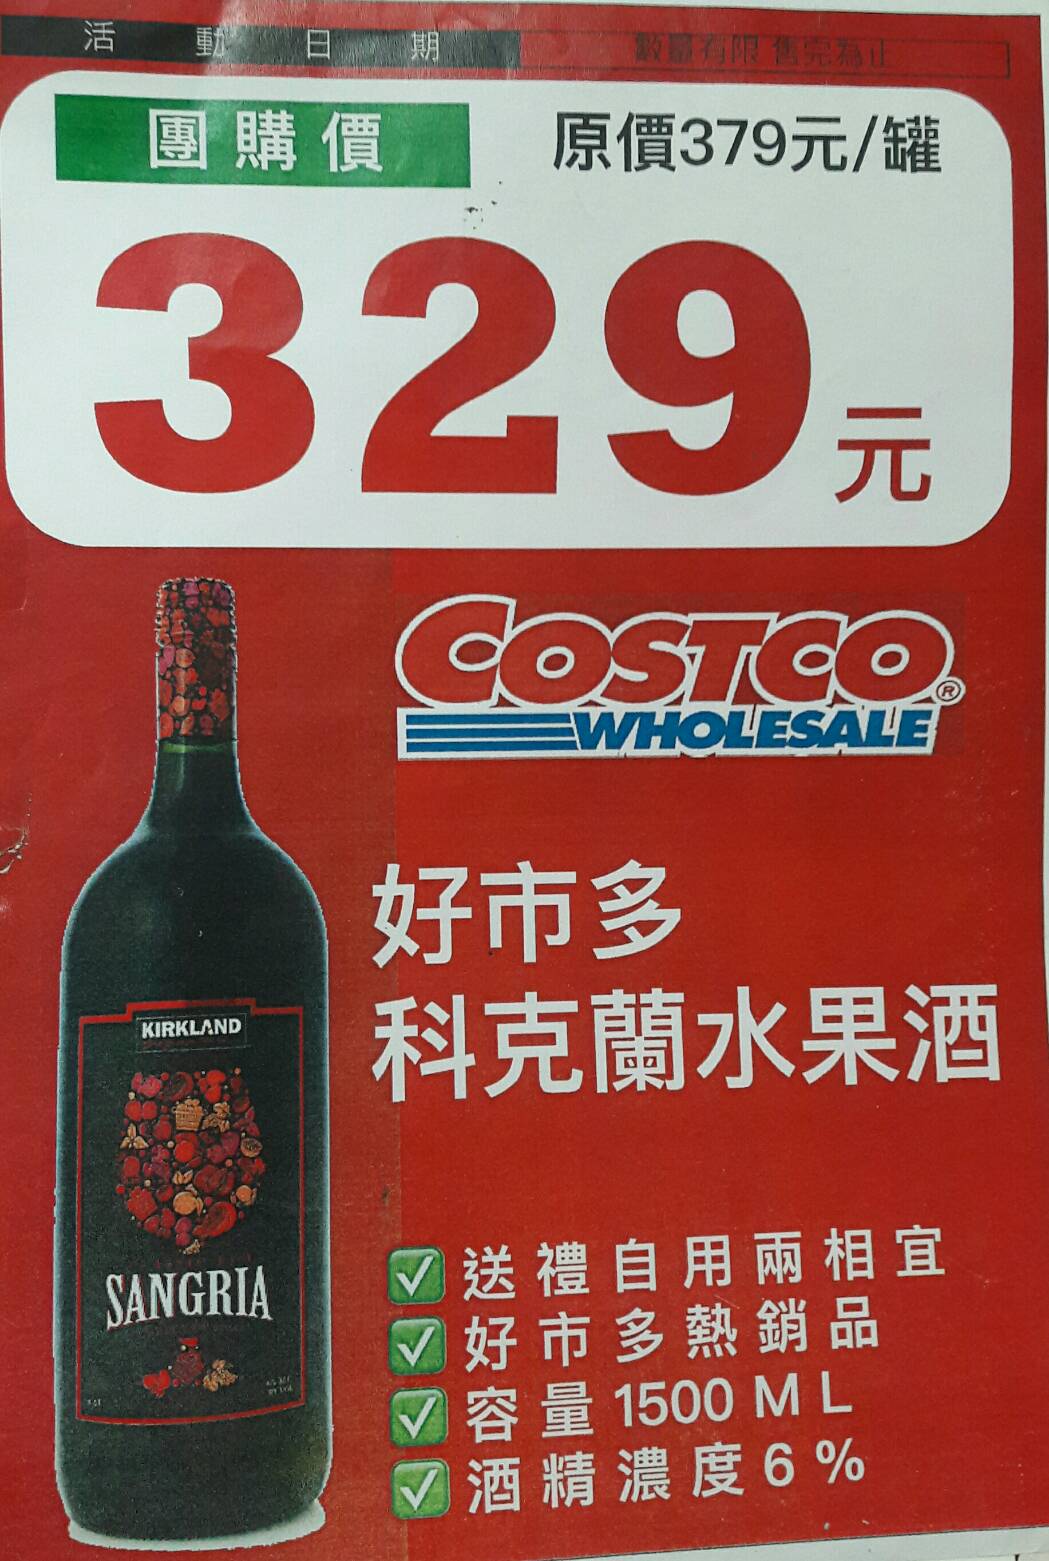 活動日期 數量有限 售完為止
團購價 原價379元/罐
329元
COSTCO®
WHOLESALE
好市多
科克蘭水果酒
KIRKLAND
SANGRIA
送禮自用兩相宜
好市多熱銷品
容量1500ML
酒精濃度6%